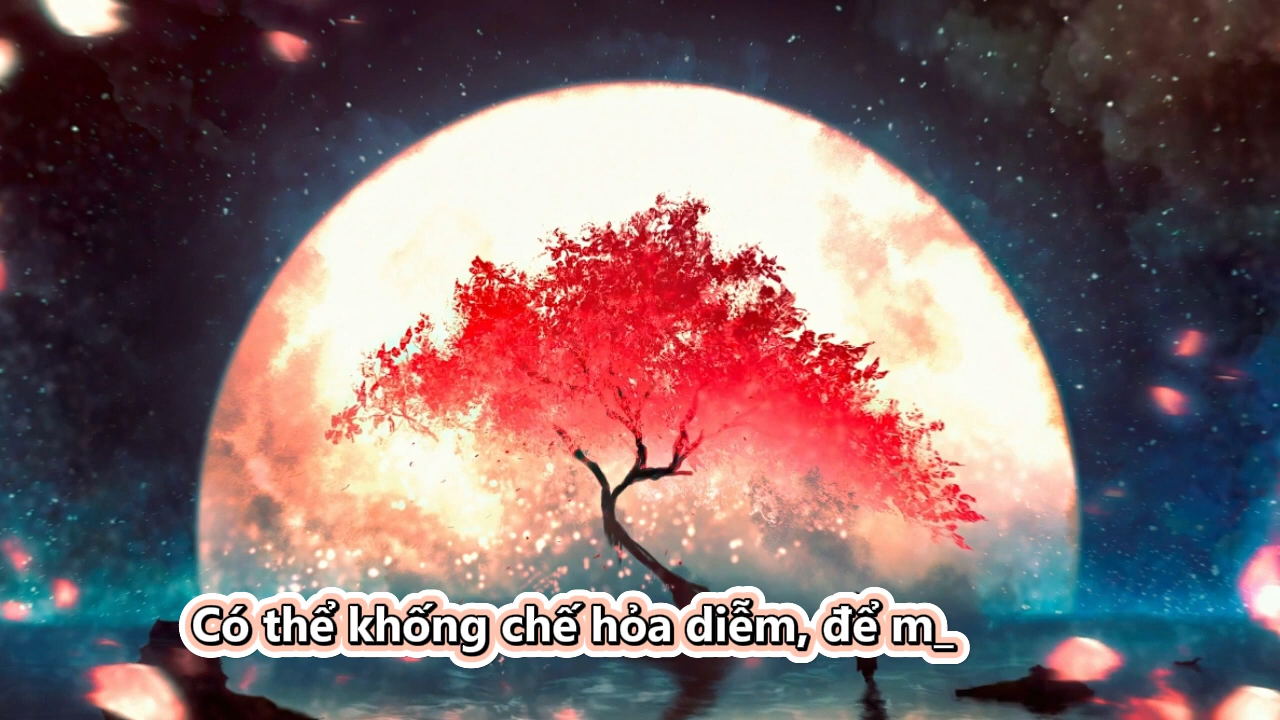 Có thể khống chế hỏa diễm, để m_